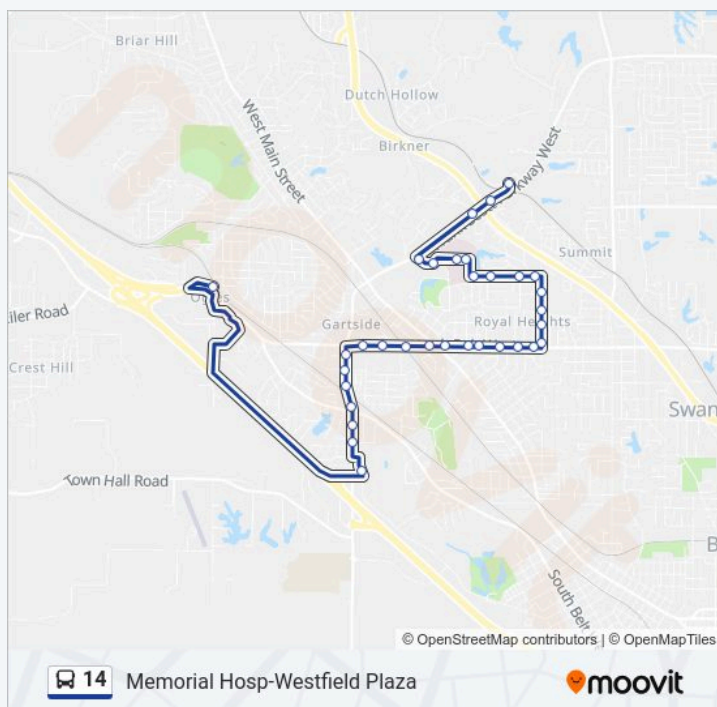 Briar Hill
Dutch Hollow
West Main Street
Birkner
kway West
Summit
iler Road
Gartside
Royal Heights
Crest Hill
Swan
Town Hall Road
B
South Belt
© OpenStreetMap contributors | © OpenMapTiles
14 Memorial Hosp-Westfield Plaza
moovit